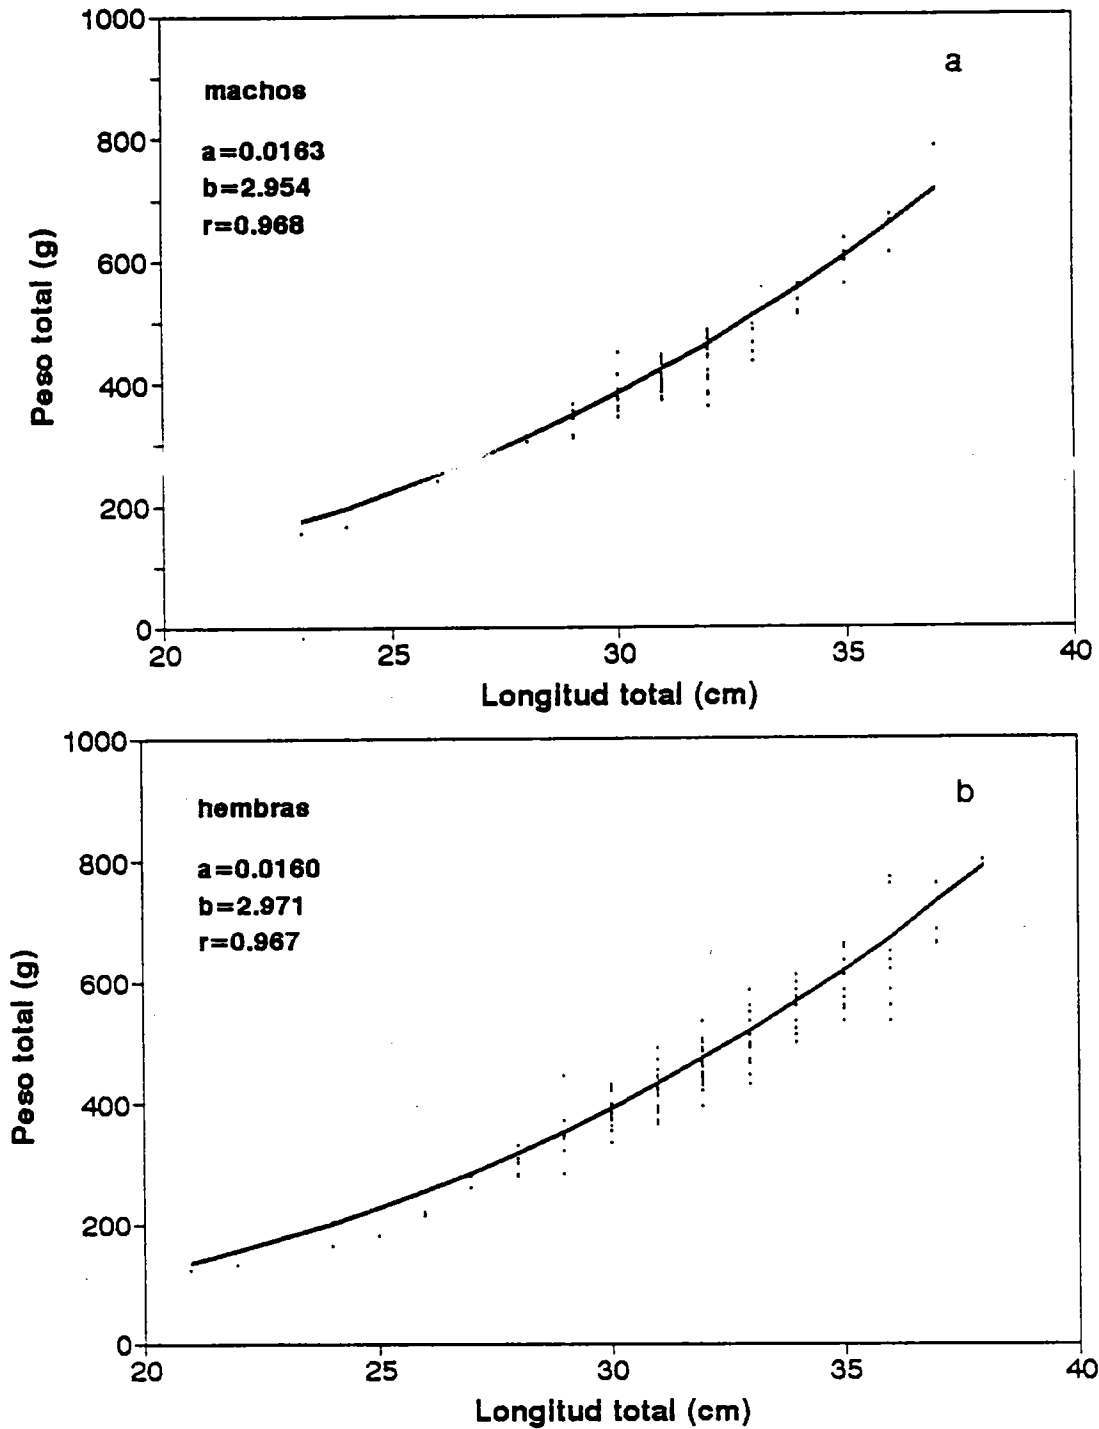 1000
800
600
400
200
0
Peso total (g)
machos
a=0.0163
b=2.954
r=0.968
a
20 25 30 35 40
Longitud total (cm)
1000
800
600
400
200
0
Peso total (g)
hembras
a=0.0160
b=2.971
r=0.967
b
20 25 30 35 40
Longitud total (cm)